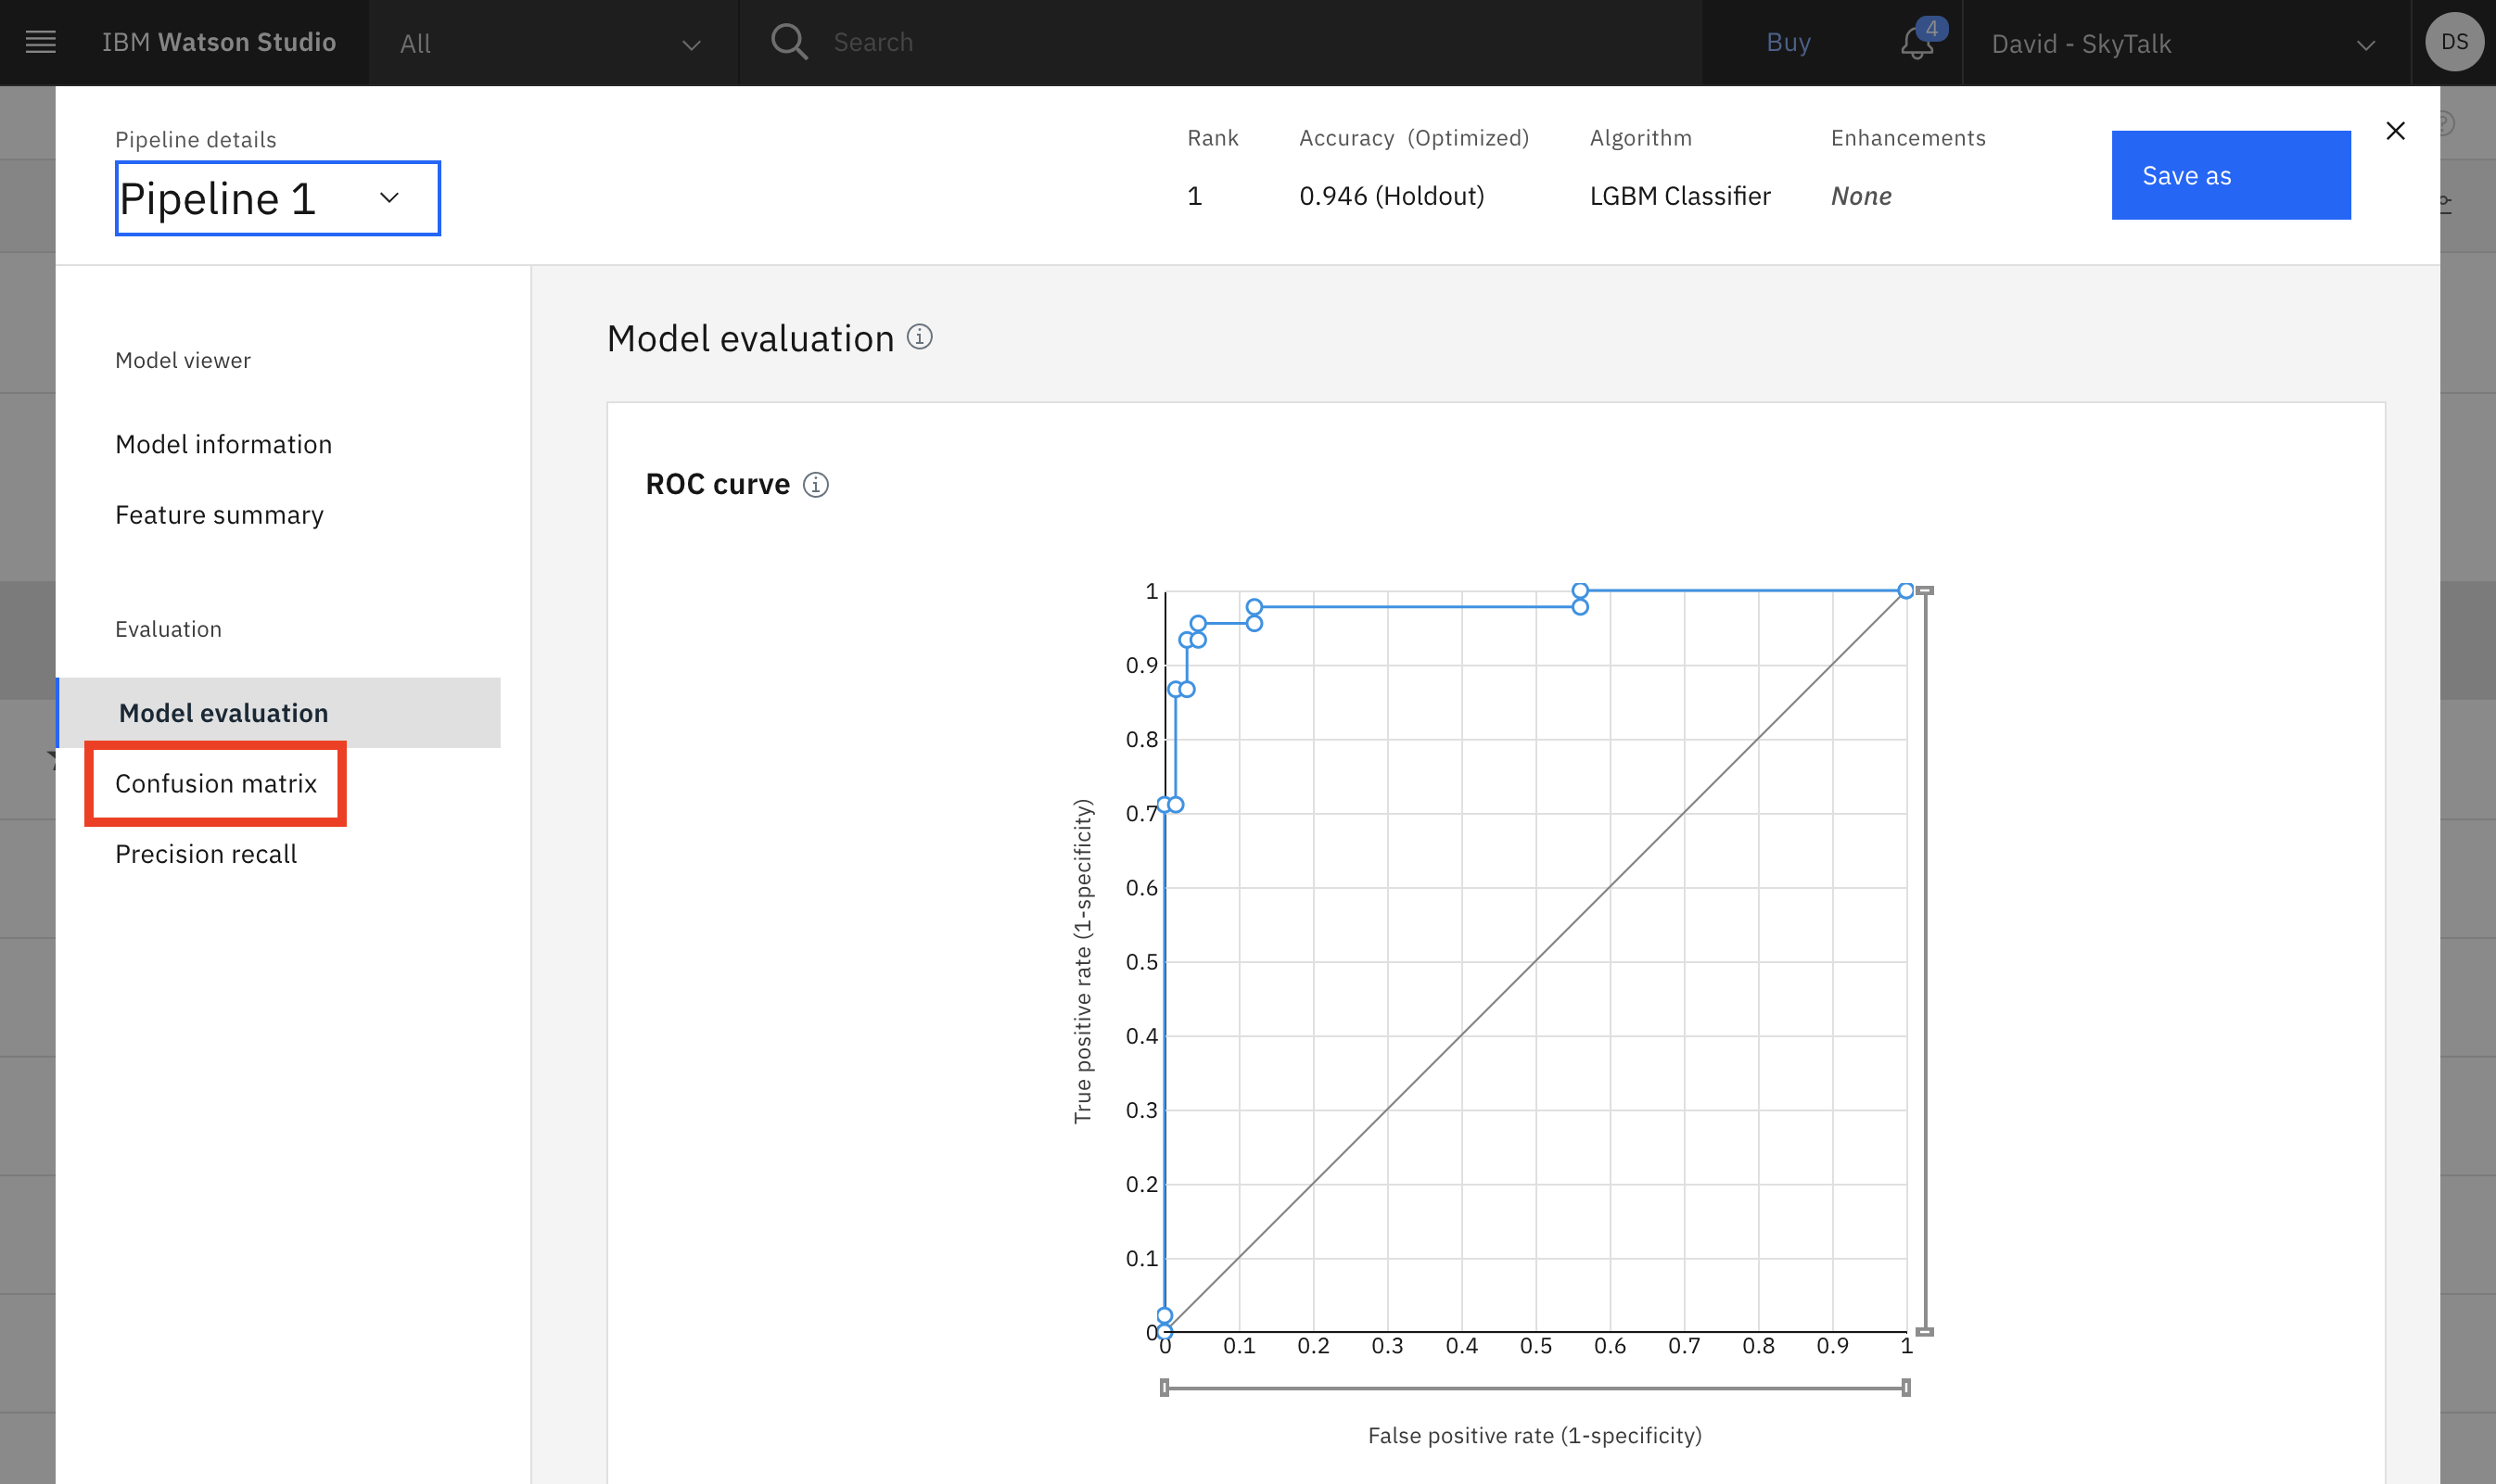 IBM Watson Studio
All
Search
Buy
4
David - SkyTalk
DS
Pipeline details
Pipeline 1
Rank
1
Accuracy (Optimized)
0.946 (Holdout)
Algorithm
LGBM Classifier
Enhancements
None
Save as
Model viewer
Model information
Feature summary
Evaluation
Model evaluation
Confusion matrix
Precision recall
Model evaluation
ROC curve
True positive rate (1-specificity)
1
0.9
0.8
0.7
0.6
0.5
0.4
0.3
0.2
0.1
0
0 0.1 0.2 0.3 0.4 0.5 0.6 0.7 0.8 0.9 1
False positive rate (1-specificity)